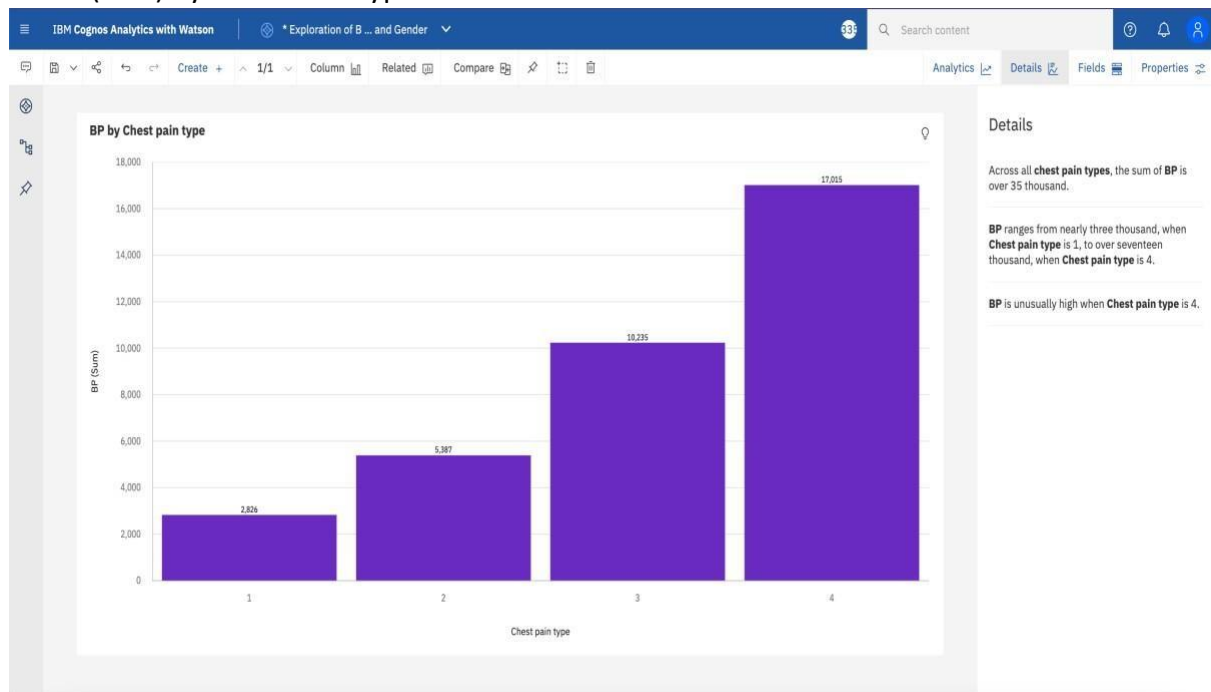 IBM Cognos Analytics with Watson
* Exploration of B ... and Gender
Search content
Create +
1/1
Column
Related
Compare
Analytics
Details
Fields
Properties
BP by Chest pain type
18,000
16,000
14,000
12,000
10,000
8,000
6,000
4,000
2,000
0
BP (Sum)
2,826
5,387
10,235
17,015
1
2
3
4
Chest pain type
Details
Across all chest pain types, the sum of BP is
over 35 thousand.
BP ranges from nearly three thousand, when
Chest pain type is 1, to over seventeen
thousand, when Chest pain type is 4.
BP is unusually high when Chest pain type is 4.